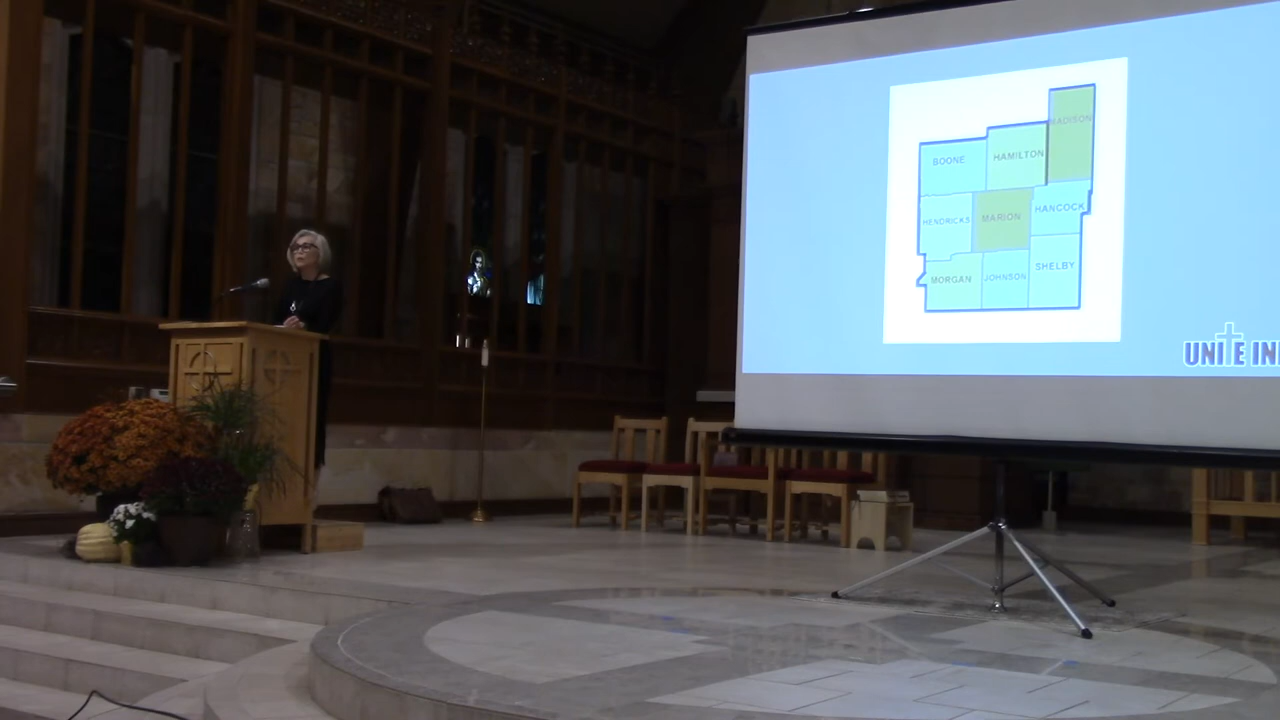 MADISON
BOONE
HAMILTON
HENDRICKS
MARION
HANCOCK
MORGAN
JOHNSON
SHELBY
UNITE IN